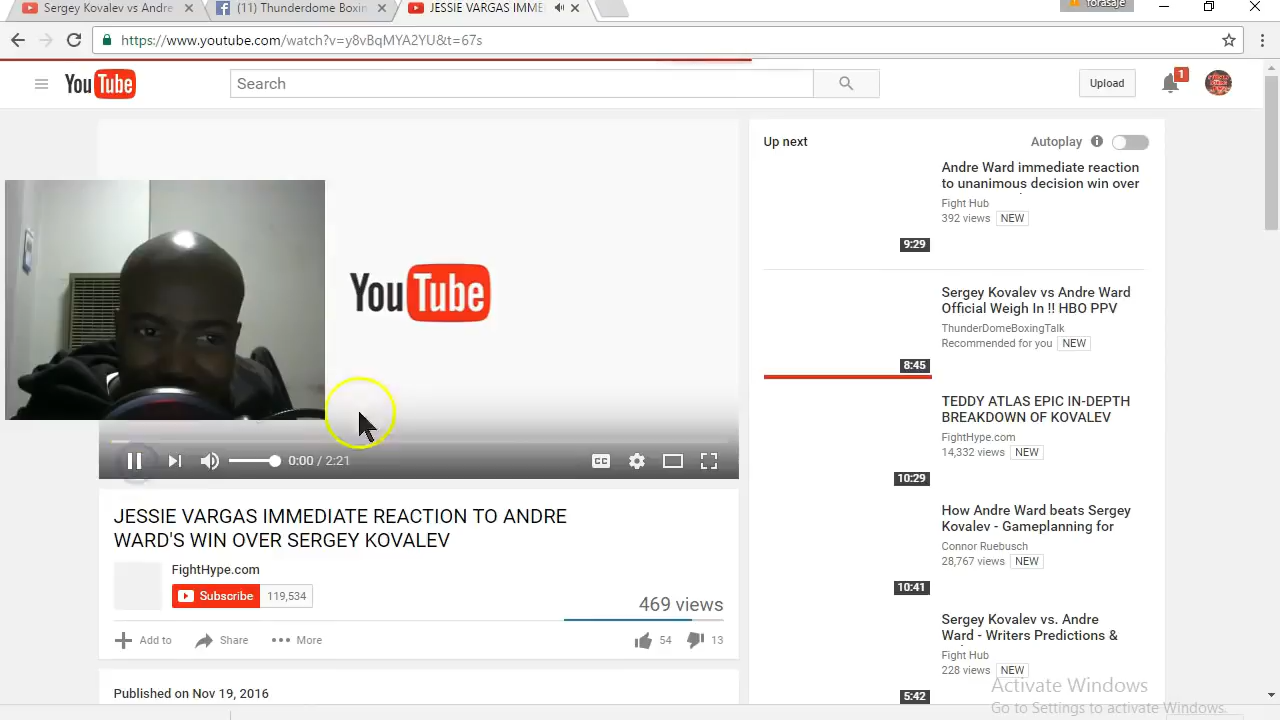 Sergey Kovalev vs Andre
(11) Thunderdome Boxin
JESSIE VARGAS IMME
forasaje
https://www.youtube.com/watch?v=y8vBqMYA2YU&t=67s
YouTube
Search
Upload
1
YouTube
0:00 / 2:21
CC
JESSIE VARGAS IMMEDIATE REACTION TO ANDRE
WARD'S WIN OVER SERGEY KOVALEV
FightHype.com
Subscribe 119,534
469 views
Add to Share More 54 13
Published on Nov 19, 2016
Up next Autoplay
Andre Ward immediate reaction
to unanimous decision win over
Fight Hub
392 views NEW
9:29
Sergey Kovalev vs Andre Ward
Official Weigh In !! HBO PPV
ThunderDomeBoxingTalk
Recommended for you NEW
8:45
TEDDY ATLAS EPIC IN-DEPTH
BREAKDOWN OF KOVALEV
FightHype.com
14,332 views NEW
10:29
How Andre Ward beats Sergey
Kovalev - Gameplanning for
Connor Ruebusch
28,767 views NEW
10:41
Sergey Kovalev vs. Andre
Ward - Writers Predictions &
Fight Hub
228 views NEW
5:42
Activate Windows
Go to Settings to activate Windows.